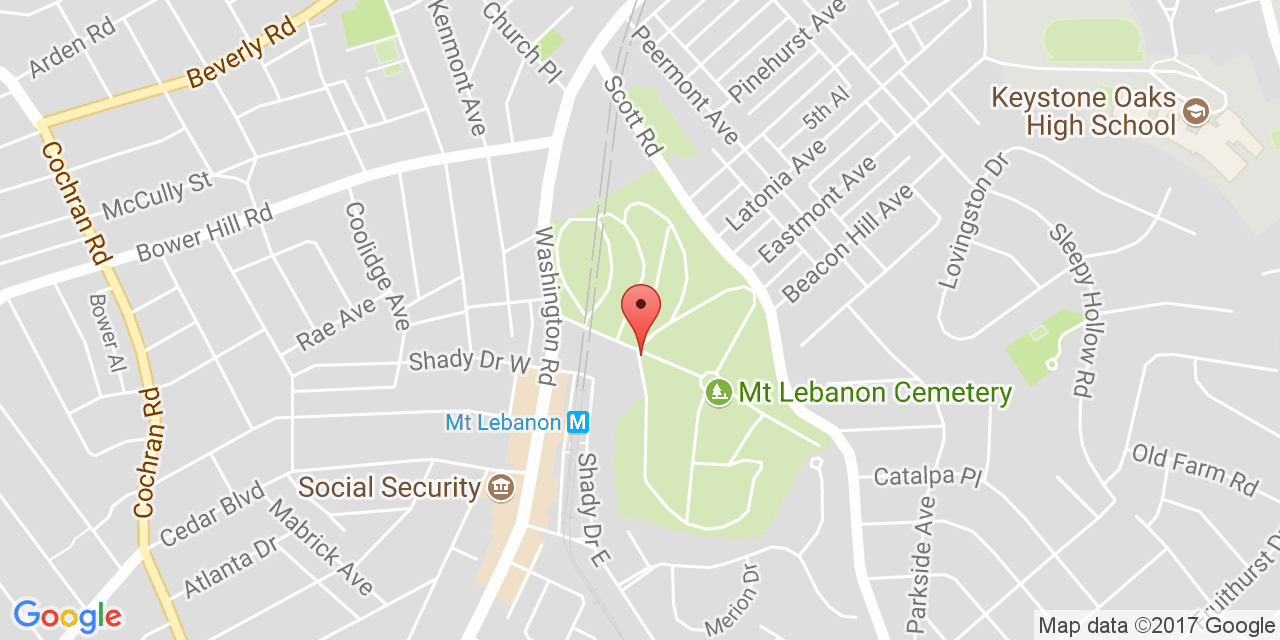 Arden Rd
Beverly Rd
Kenmont Ave
Church Pl
Peermont Ave
Pinehurst Ave
Scott Rd
5th Al
Keystone Oaks
High School
Cochran Rd
McCully St
Bower Hill Rd
Coolidge Ave
Washington Rd
Latonia Ave
Eastmont Ave
Beacon Hill Ave
Lovingston Dr
Sleepy Hollow Rd
Bower Al
Rae Ave
Shady Dr W
Mt Lebanon Cemetery
Mt Lebanon M
Cochran Rd
Social Security
Shady Dr E
Catalpa Pl
Old Farm Rd
Cedar Blvd
Mabrick Ave
Atlanta Dr
Parkside Ave
Merion Dr
Fruithurst Dr
Google
Map data ©2017 Google